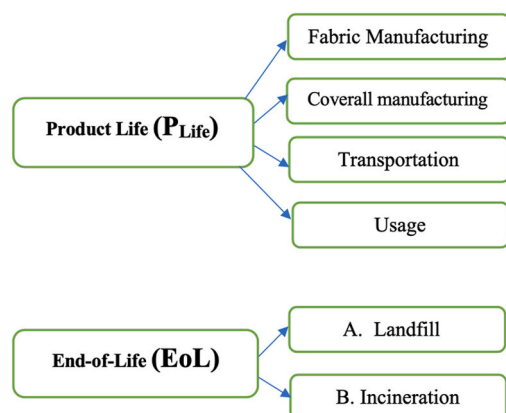 Fabric Manufacturing
Coverall manufacturing
Product Life (PLife)
Transportation
Usage
A. Landfill
End-of-Life (EoL)
B. Incineration